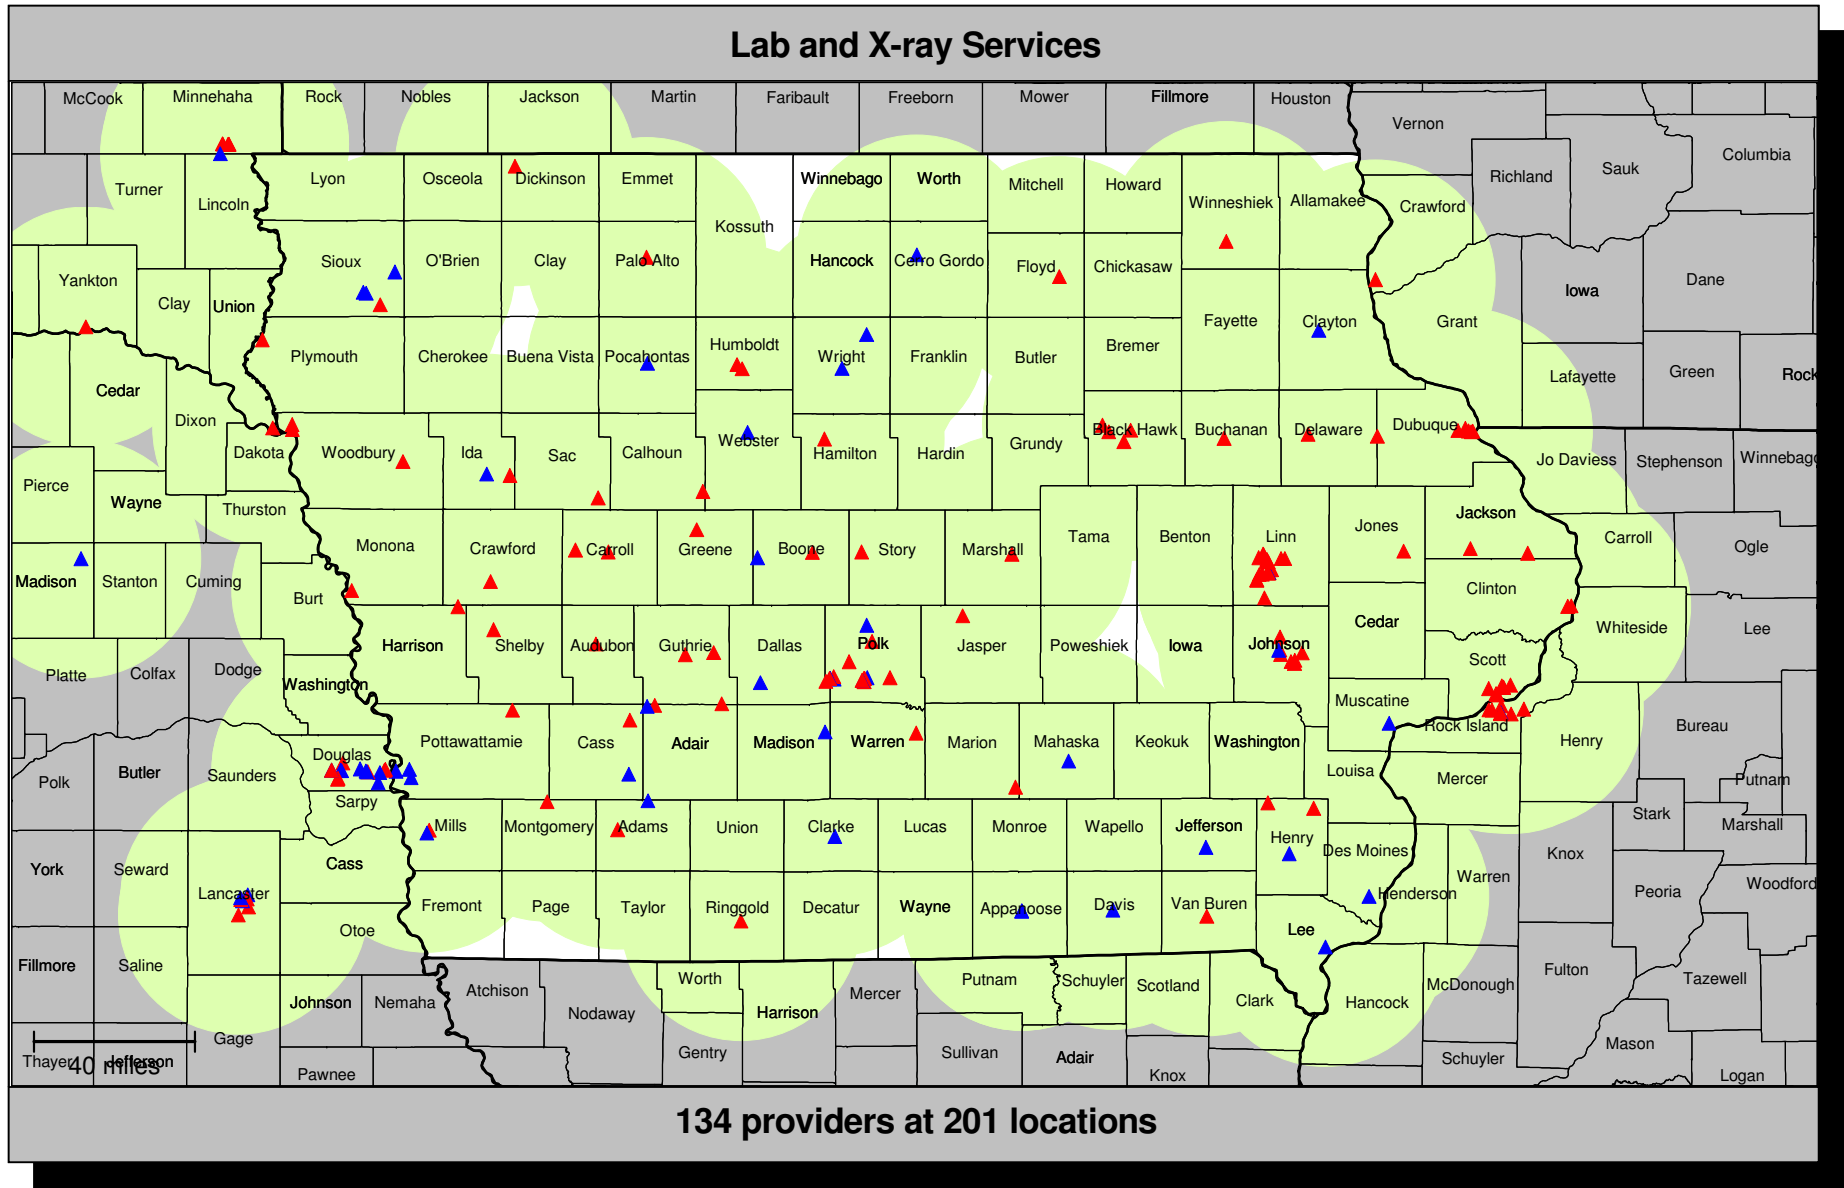 Lab and X-ray Services
McCook Minnehaha Rock Nobles Jackson Martin Faribault Freeborn Mower Fillmore Houston
Vernon
Columbia
Sauk
Richland
Turner Lyon Osceola Dickinson Emmet Winnebago Worth Mitchell Howard
Lincoln Winneshiek Allamakee Crawford
Kossuth
Yankton Sioux O'Brien Clay Palo Alto Hancock Cerro Gordo Floyd Chickasaw Dane
Clay Union Iowa
Fayette Clayton Grant
Plymouth Cherokee Buena Vista Pocahontas Humboldt Wright Franklin Butler Bremer
Cedar Lafayette Green Rock
Dixon
Black Hawk Buchanan Delaware Dubuque
Dakota Woodbury Ida Sac Calhoun Webster Hamilton Hardin Grundy
Jo Daviess Stephenson Winnebago
Pierce
Wayne Thurston
Jackson
Monona Crawford Carroll Greene Boone Story Marshall Tama Benton Linn Jones Carroll Ogle
Madison Stanton Cuming
Burt Clinton
Cedar Whiteside Lee
Harrison Shelby Audubon Guthrie Dallas Polk Jasper Poweshiek Iowa Johnson
Scott
Platte Colfax Dodge
Washington
Muscatine
Rock Island Bureau
Pottawattamie Cass Adair Madison Warren Marion Mahaska Keokuk Washington Henry
Douglas
Polk Butler Saunders Louisa Mercer Putnam
Sarpy
Mills Montgomery Adams Union Clarke Lucas Monroe Wapello Jefferson Henry Stark Marshall
Des Moines Knox
York Seward Cass
Lancaster Henderson Warren Peoria Woodford
Fremont Page Taylor Ringgold Decatur Wayne Appanoose Davis Van Buren
Otoe Lee
Fillmore Saline Fulton Tazewell
Worth Putnam Schuyler Scotland McDonough
Johnson Nemaha Atchison Nodaway Harrison Mercer Clark Hancock
Gage Gentry Sullivan Adair Schuyler Mason
Thayer Jefferson
40 miles
Pawnee Knox Logan
134 providers at 201 locations